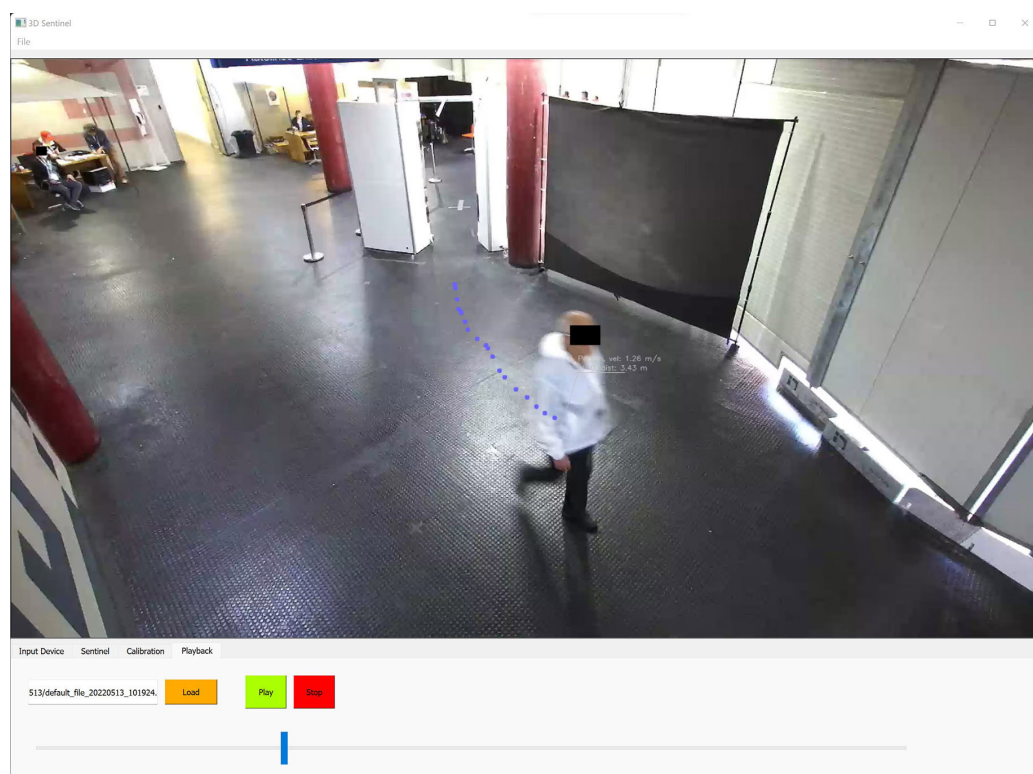 3D Sentinel
File
vel: 1.26 m/s
dist: 3.43 m
Input Device Sentinel Calibration Playback
513/default_file_20220513_101924.
Load
Play
Stop